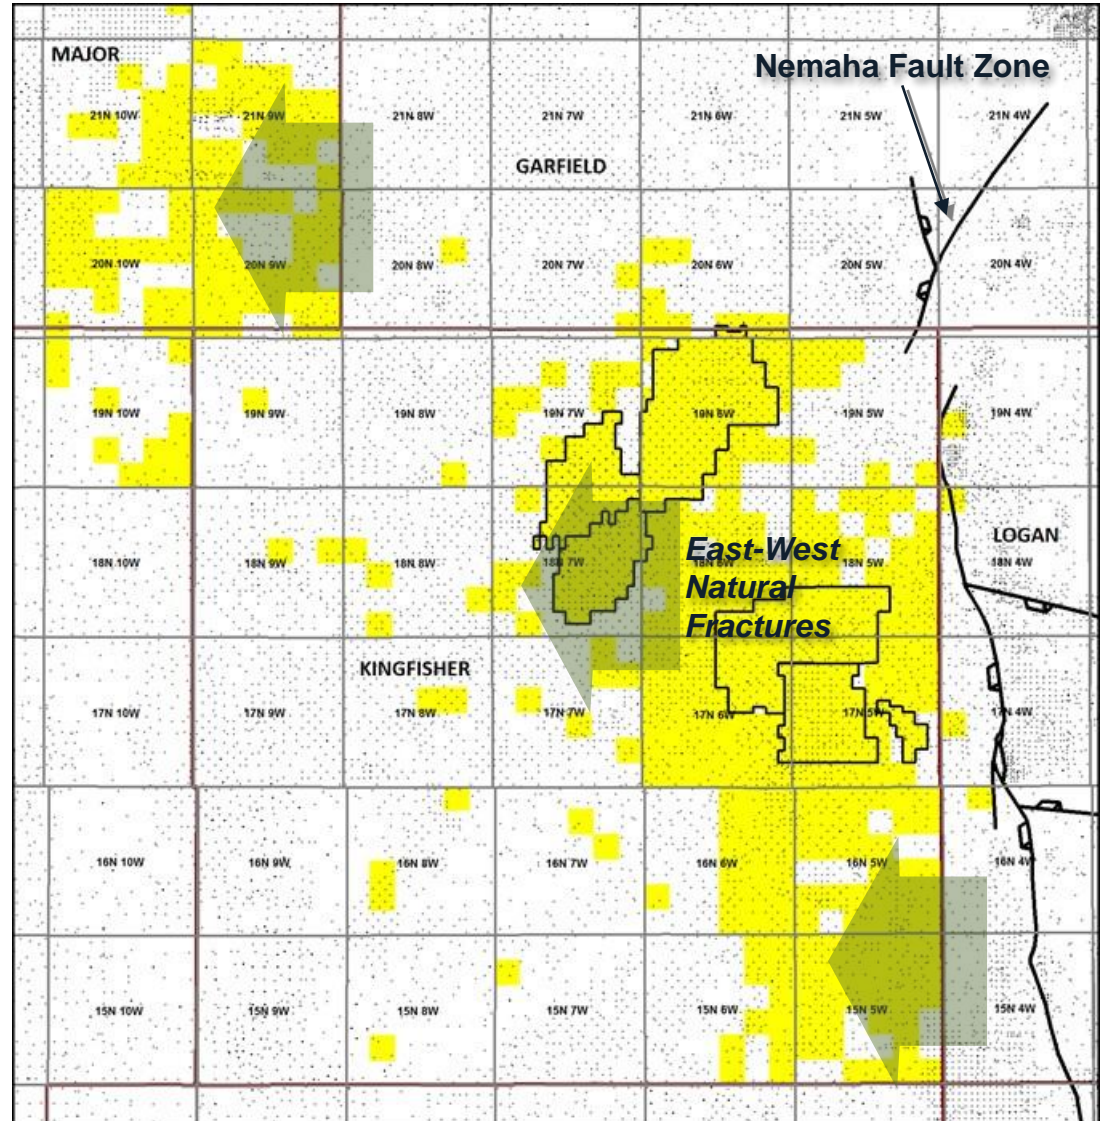 MAJOR
Nemaha Fault Zone
21N 10W
21N 9W
21N 8W
21N 7W
21N 6W
21N 5W
21N 4W
GARFIELD
20N 10W
20N 9W
20N 8W
20N 7W
20N 6W
20N 5W
20N 4W
19N 10W
19N 9W
19N 8W
19N 7W
19N 6W
19N 5W
19N 4W
LOGAN
18N 10W
18N 9W
18N 8W
18N 7W
18N 6W
18N 5W
18N 4W
East-West
Natural
Fractures
KINGFISHER
17N 10W
17N 9W
17N 8W
17N 7W
17N 6W
17N 5W
17N 4W
16N 10W
16N 9W
16N 8W
16N 7W
16N 6W
16N 5W
16N 4W
15N 10W
15N 9W
15N 8W
15N 7W
15N 6W
15N 5W
15N 4W